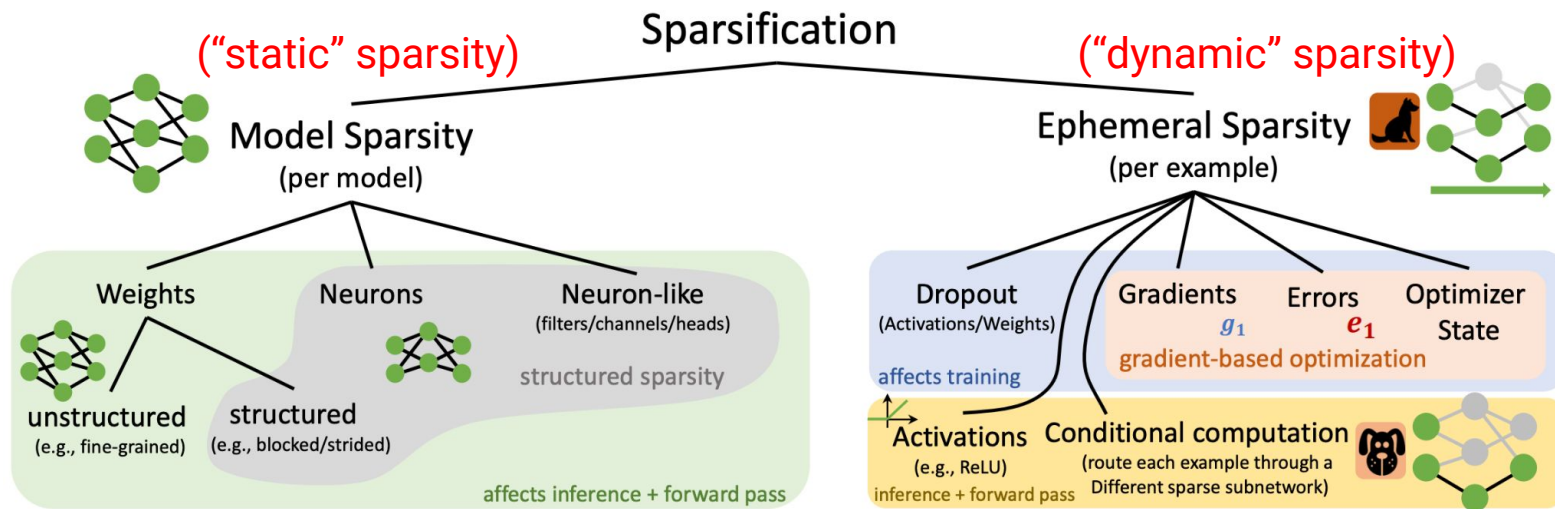 Sparsification
(“static” sparsity)
(“dynamic” sparsity)
Model Sparsity
(per model)
Ephemeral Sparsity
(per example)
Weights
Neurons
Neuron-like
(filters/channels/heads)
structured sparsity
unstructured
(e.g., fine-grained)
structured
(e.g., blocked/strided)
affects inference + forward pass
Dropout
(Activations/Weights)
Gradients
g₁
Errors
e₁
Optimizer
State
gradient-based optimization
affects training
Activations
(e.g., ReLU)
inference + forward pass
Conditional computation
(route each example through a
Different sparse subnetwork)